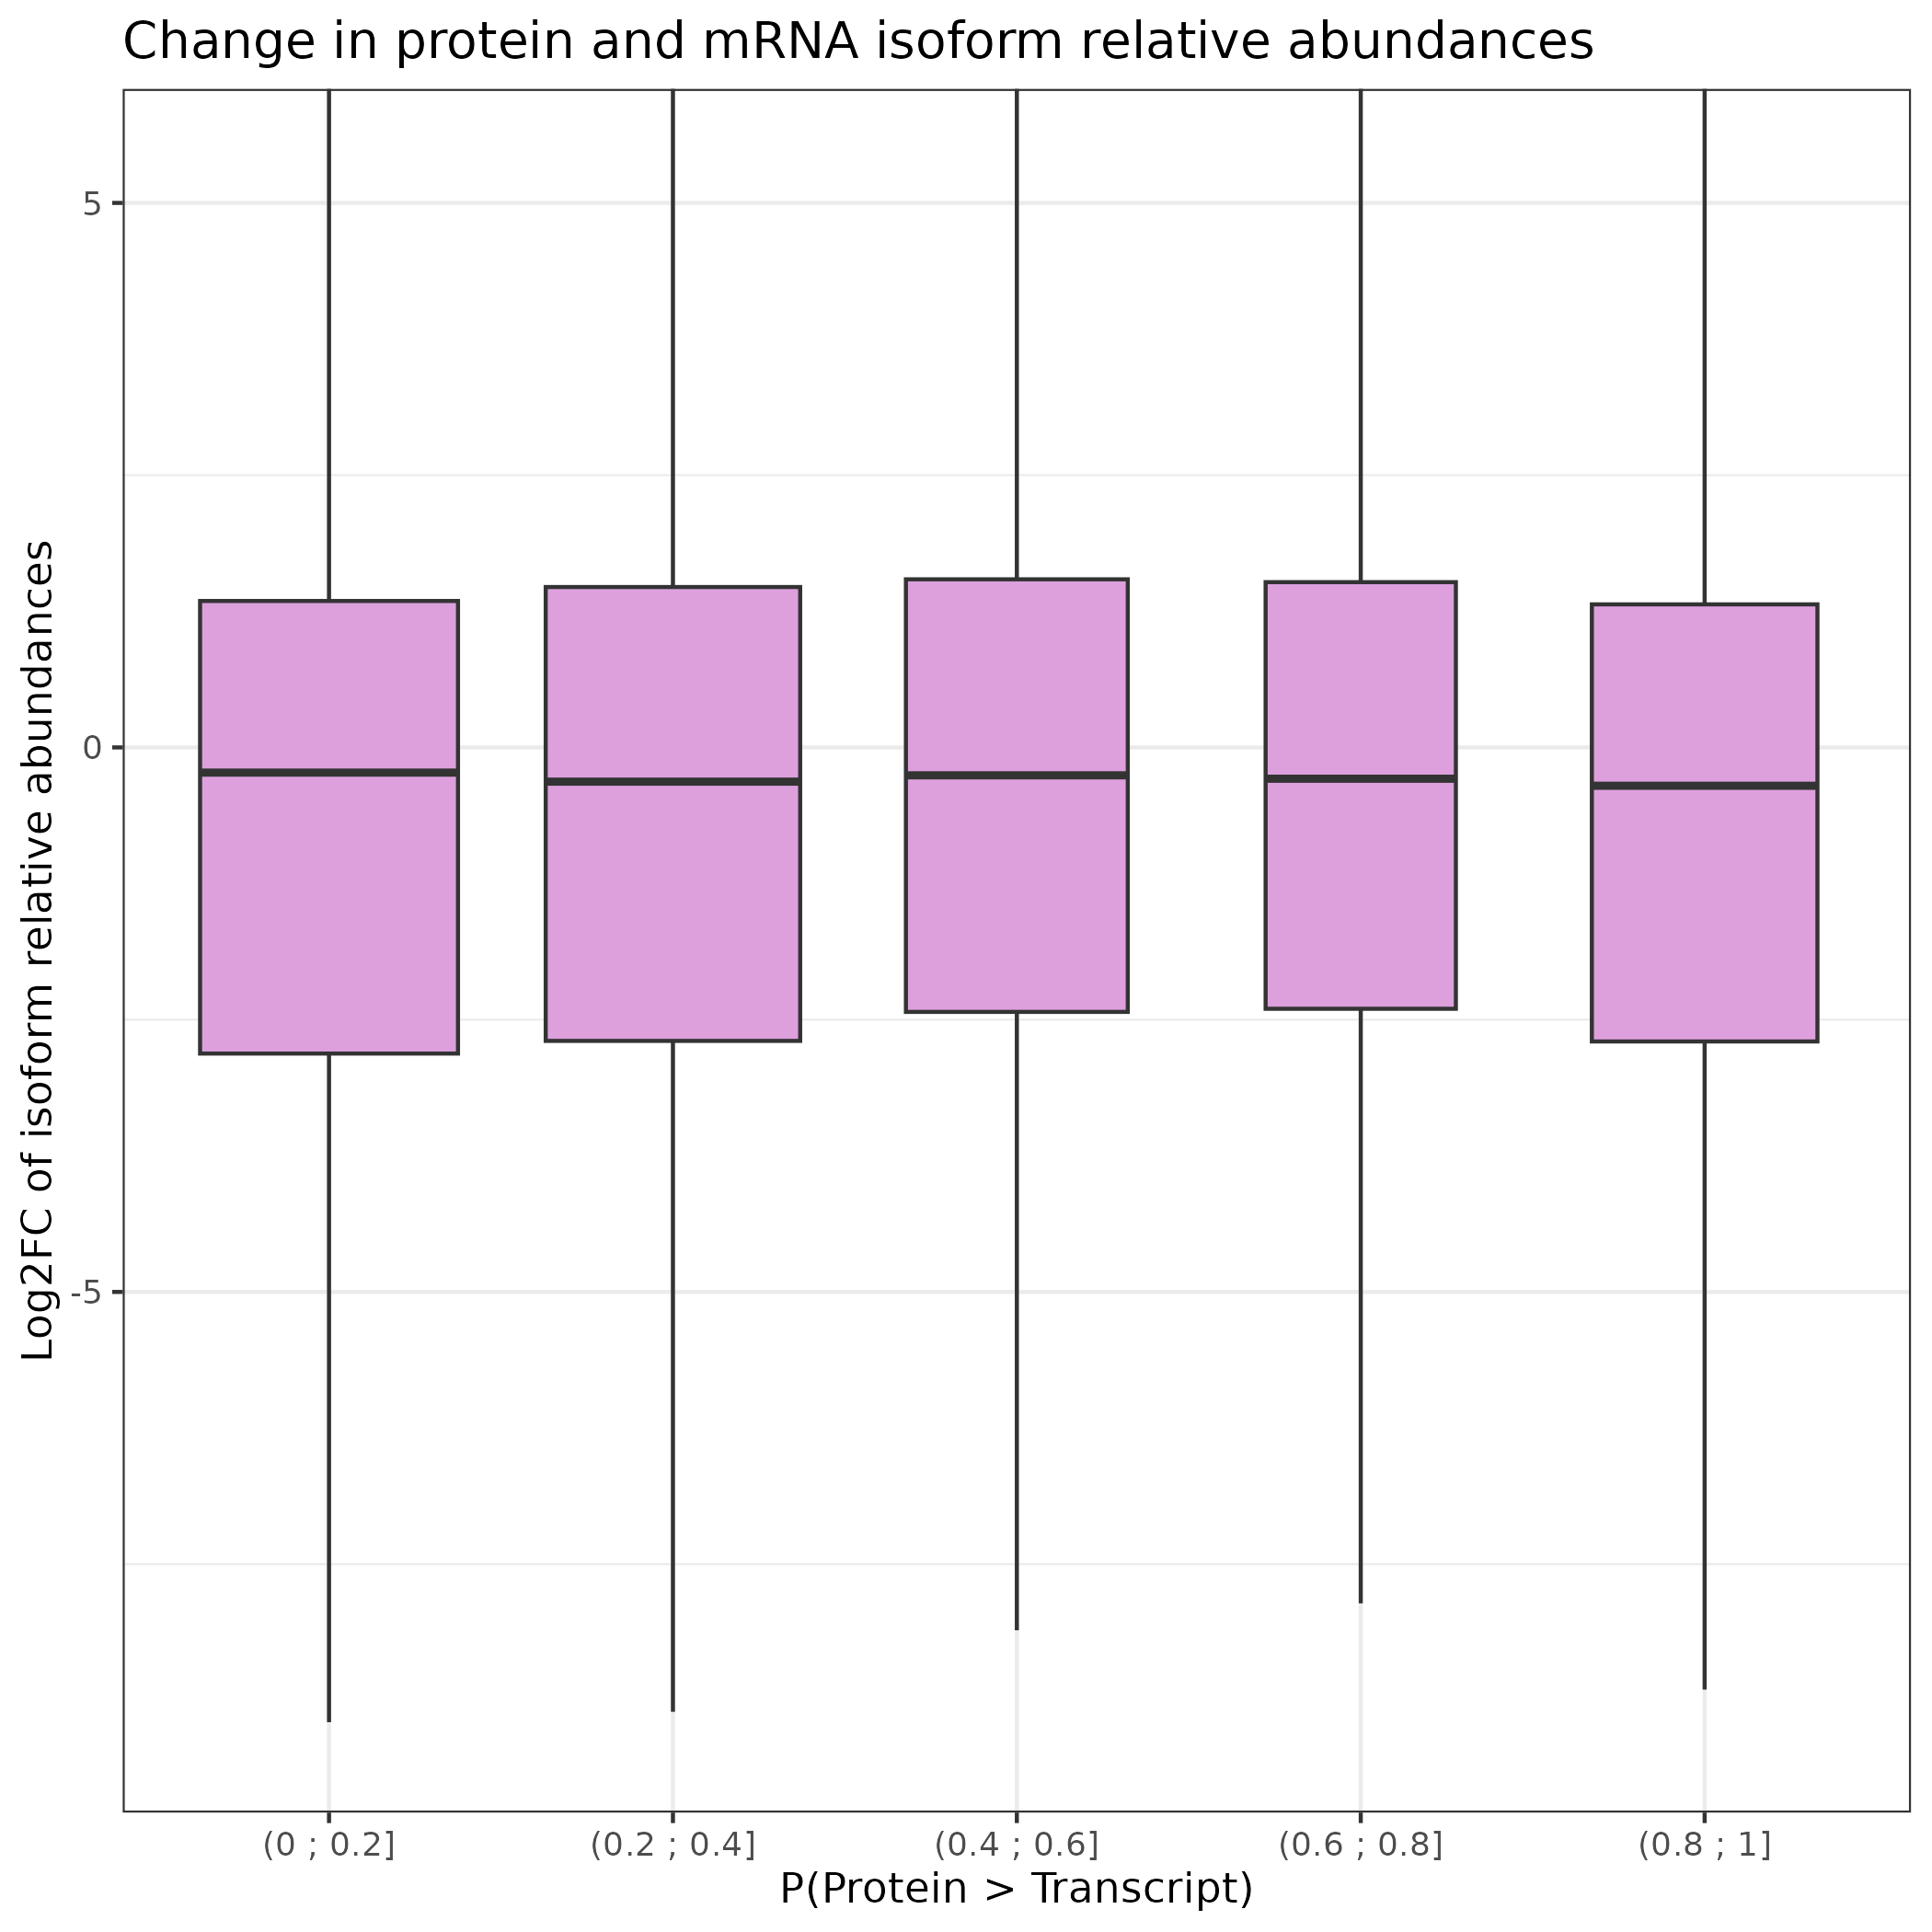 Change in protein and mRNA isoform relative abundances
Log2FC of isoform relative abundances
5
0
-5
(0 ; 0.2]
(0.2 ; 0.4]
(0.4 ; 0.6]
(0.6 ; 0.8]
(0.8 ; 1]
P(Protein > Transcript)